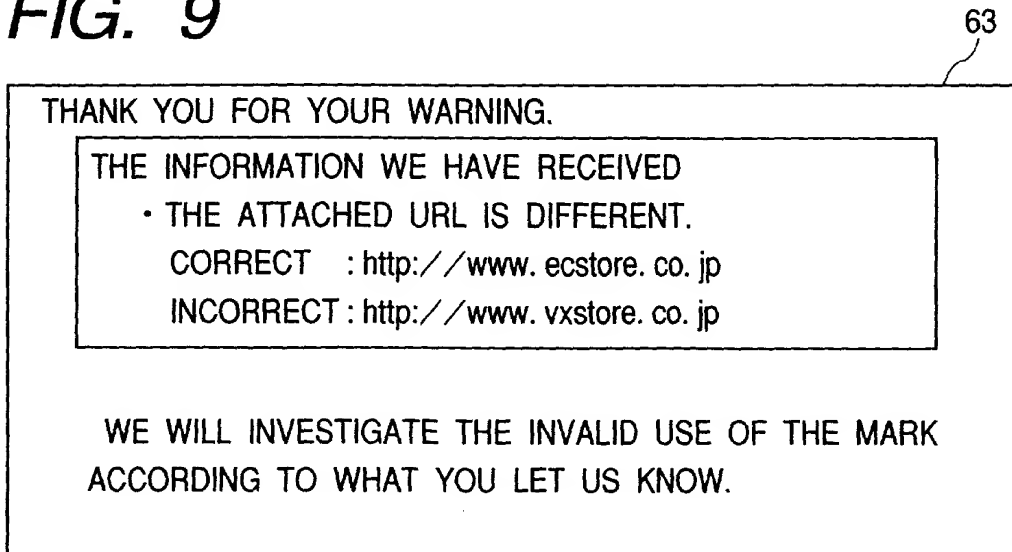 FIG. 9
63
THANK YOU FOR YOUR WARNING.
THE INFORMATION WE HAVE RECEIVED
・THE ATTACHED URL IS DIFFERENT.
CORRECT : http://www. ecstore. co. jp
INCORRECT : http://www. vxstore. co. jp
WE WILL INVESTIGATE THE INVALID USE OF THE MARK
ACCORDING TO WHAT YOU LET US KNOW.